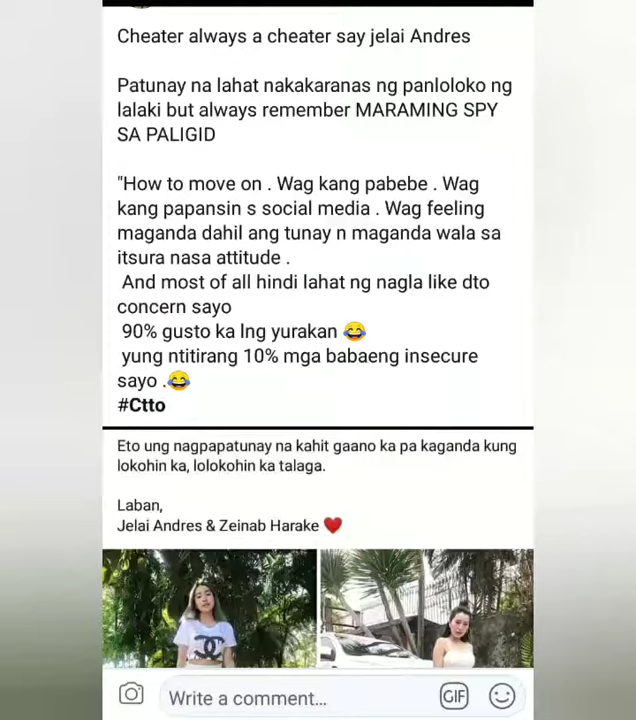 Cheater always a cheater say jelai Andres
Patunay na lahat nakakaranas ng panloloko ng
lalaki but always remember MARAMING SPY
SA PALIGID
"How to move on . Wag kang pabebe . Wag
kang papansin s social media . Wag feeling
maganda dahil ang tunay n maganda wala sa
itsura nasa attitude .
And most of all hindi lahat ng nagla like dto
concern sayo
90% gusto ka lng yurakan 😂
yung ntitirang 10% mga babaeng insecure
sayo .😂
#Ctto
Eto ung nagpapatunay na kahit gaano ka pa kaganda kung
lokohin ka, lolokohin ka talaga.
Laban,
Jelai Andres & Zeinab Harake ❤️
Write a comment...
GIF